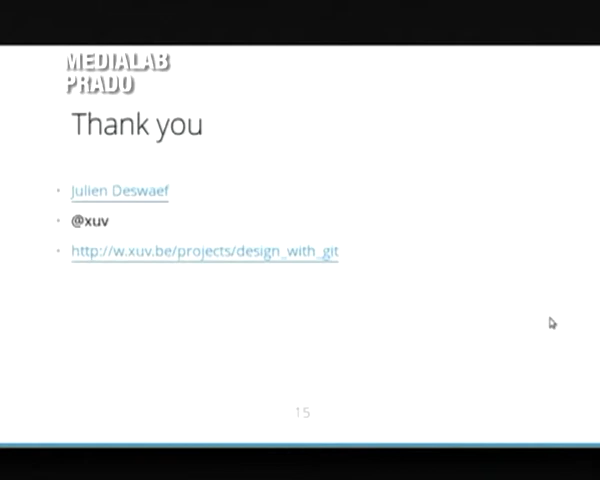 MEDIALAB
PRADO
Thank you
Julien Deswaef
@xuv
http://w.xuv.be/projects/design_with_git
15